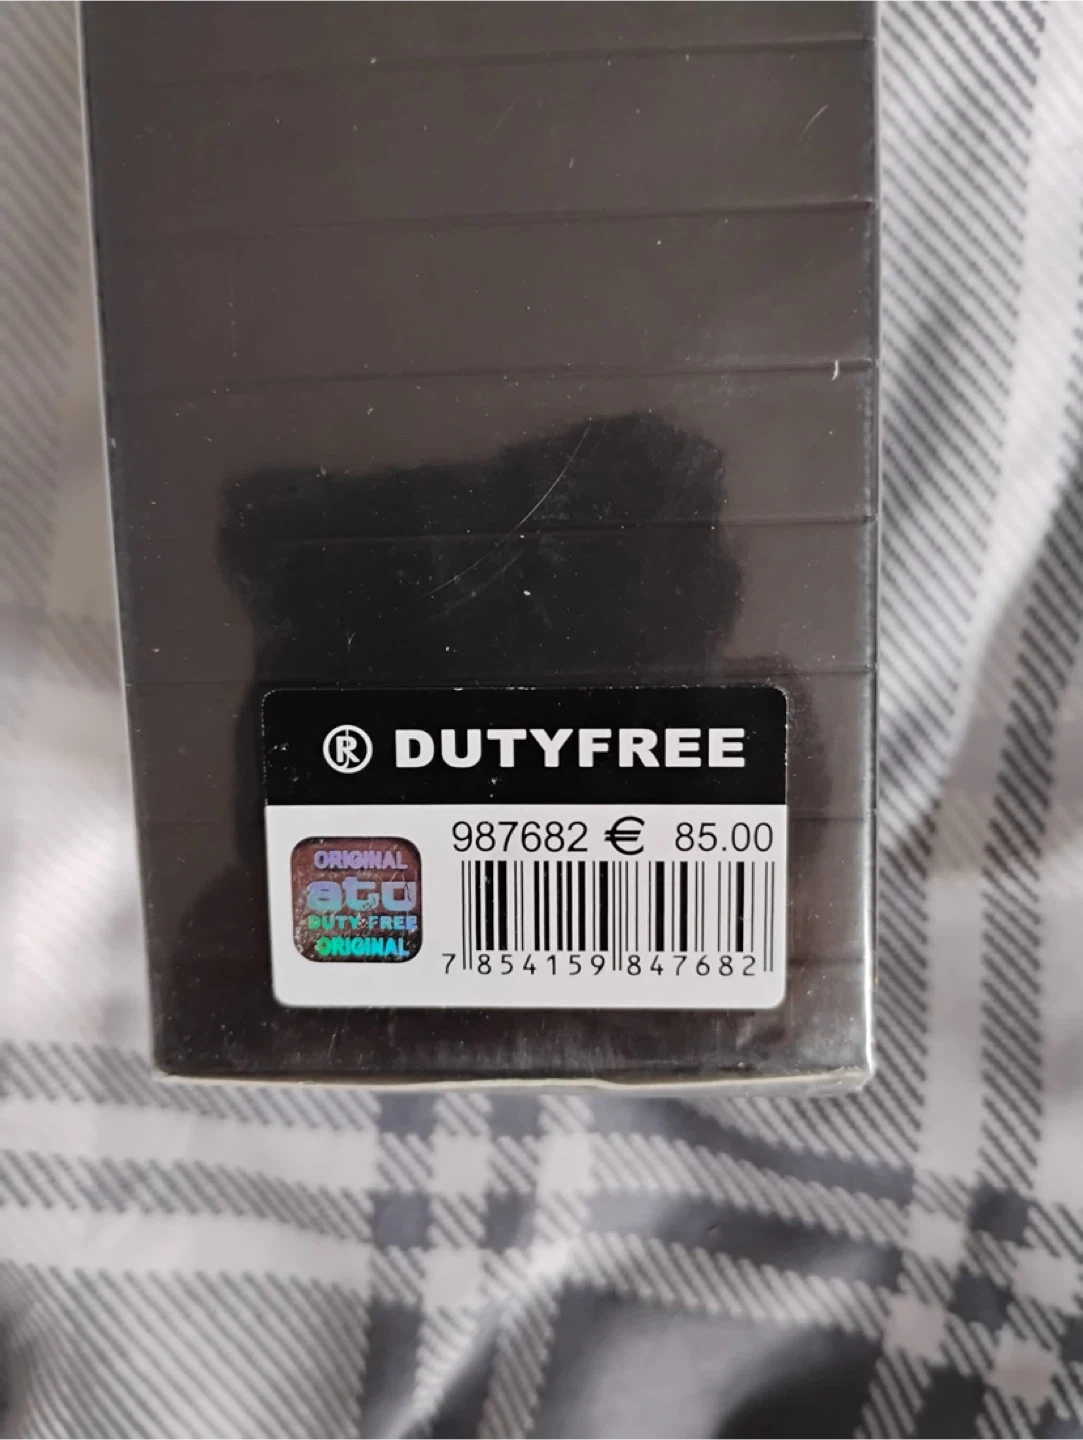 ® DUTYFREE
987682 € 85.00
ORIGINAL
atu
DUTY FREE
ORIGINAL
7 854159 847682